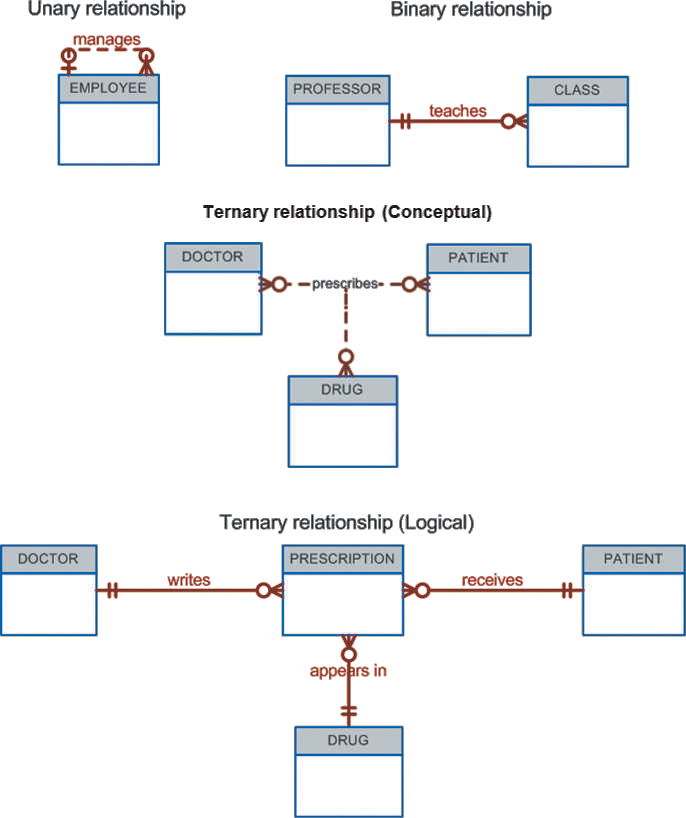 Unary relationship
Binary relationship
manages
EMPLOYEE
PROFESSOR
teaches
CLASS
Ternary relationship (Conceptual)
DOCTOR
prescribes
PATIENT
DRUG
Ternary relationship (Logical)
DOCTOR
writes
PRESCRIPTION
receives
PATIENT
appears in
DRUG